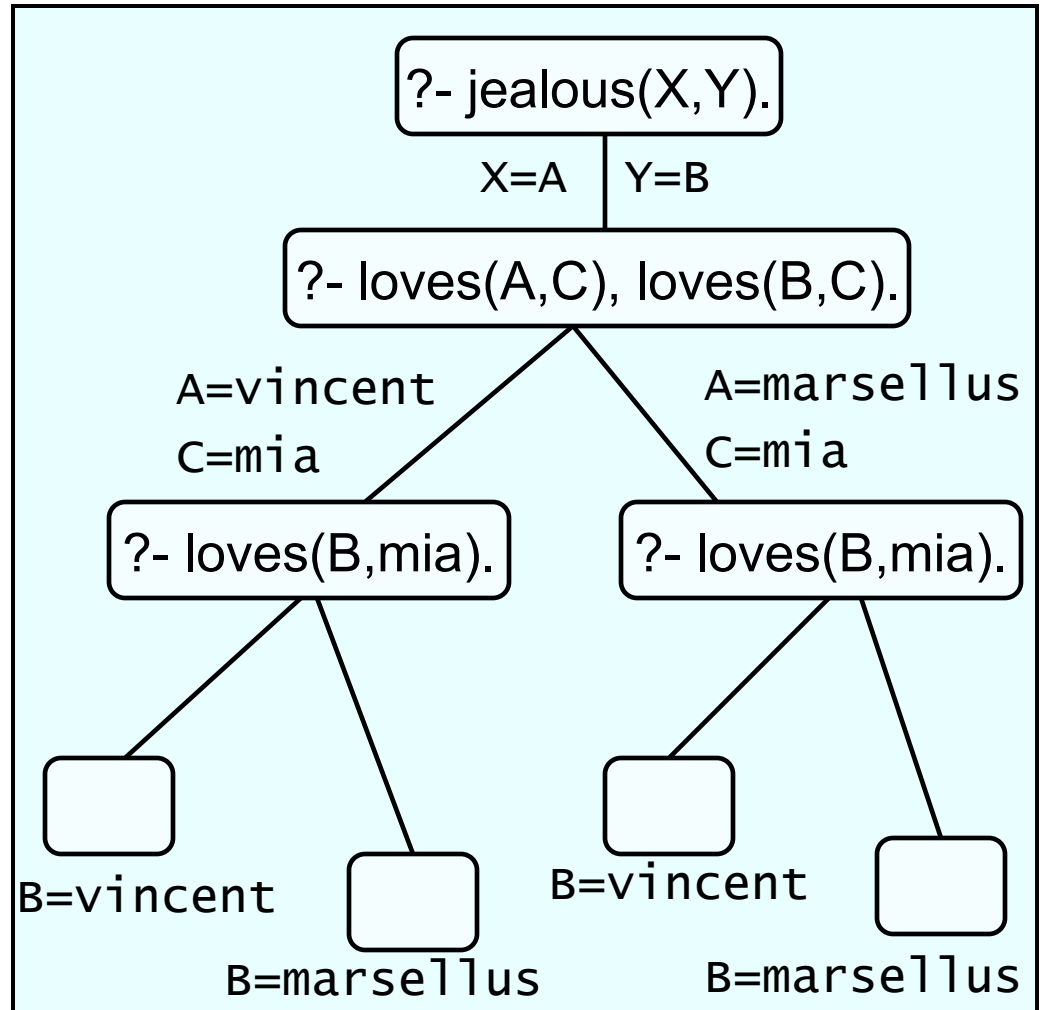 ?- jealous(X,Y).
X=A Y=B
?- loves(A,C), loves(B,C).
A=vincent
C=mia
A=marsellus
C=mia
?- loves(B,mia).
?- loves(B,mia).
B=vincent
B=marsellus
B=vincent
B=marsellus